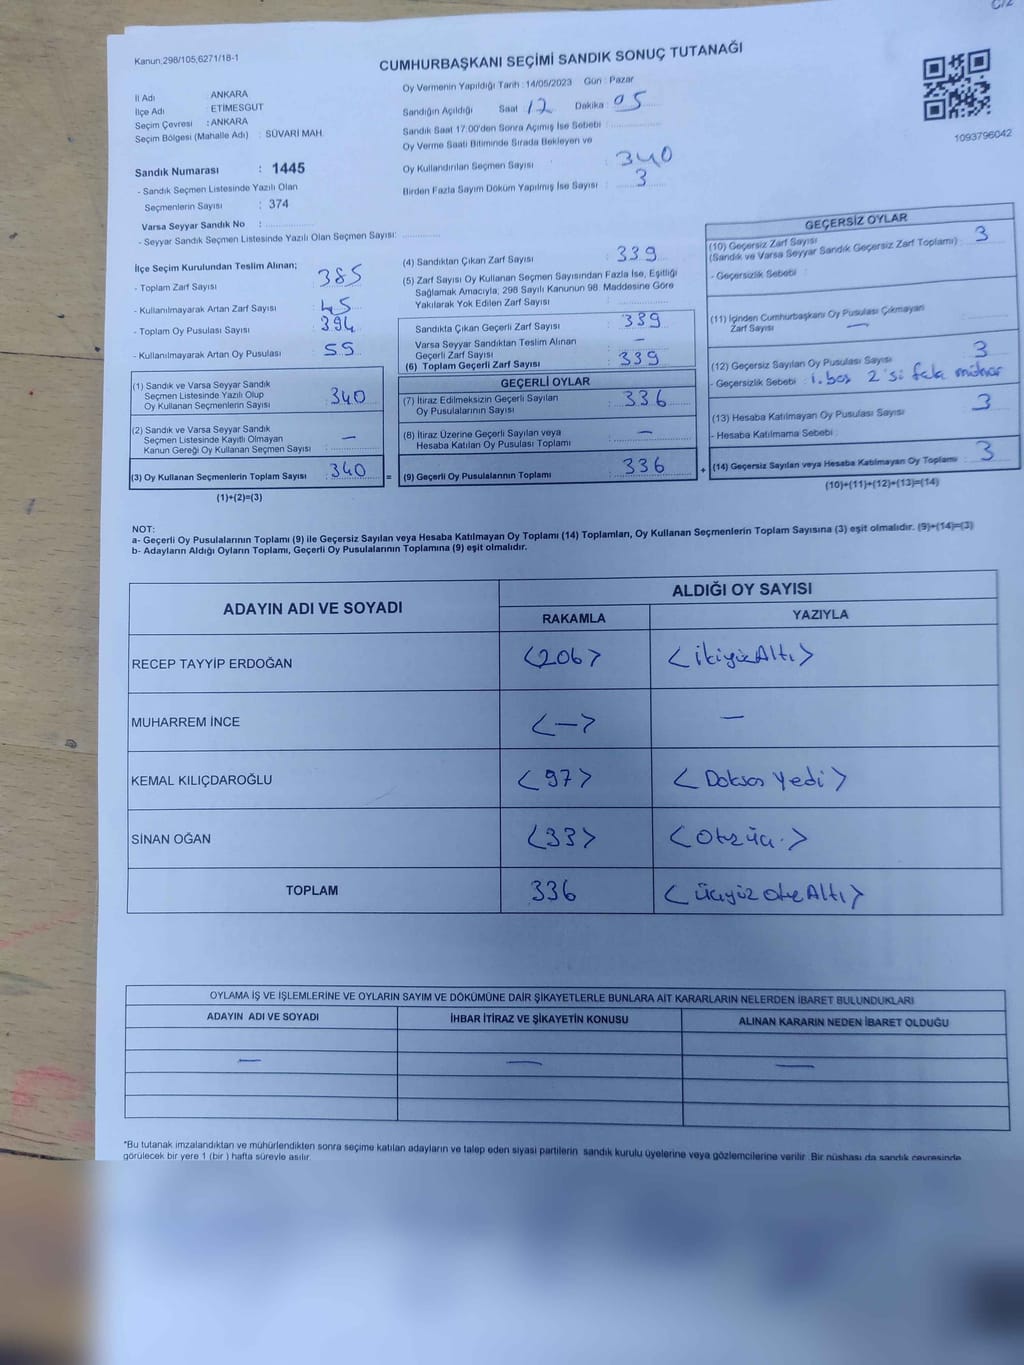 Kanun,298/105,6271/18-1
CUMHURBAŞKANI SEÇİMİ SANDIK SONUÇ TUTANAĞI
İl Adı ANKARA
İlçe Adı : ETİMESGUT
Seçim Çevresi : ANKARA
Seçim Bölgesi (Mahalle Adı) : SÜVARİ MAH.
Sandık Numarası : 1445
- Sandık Seçmen Listesinde Yazılı Olan
Seçmenlerin Sayısı : 374
Varsa Seyyar Sandık No :
- Seyyar Sandık Seçmen Listesinde Yazılı Olan Seçmen Sayısı:
Oy Vermenin Yapıldığı Tarih : 14/05/2023 Gün : Pazar
Sandığın Açıldığı Saat : 17 Dakika : 05
Sandık Saat 17:00'den Sonra Açımış İse Sebebi :
Oy Verme Saati Bitiminde Sırada Bekleyen ve
Oy Kullandırılan Seçmen Sayısı : 340
Birden Fazla Sayım Döküm Yapılmış İse Sayısı : 3
1093796042
İlçe Seçim Kurulundan Teslim Alınan;
- Toplam Zarf Sayısı : 385
- Kullanılmayarak Artan Zarf Sayısı : 45
- Toplam Oy Pusulası Sayısı : 394
- Kullanılmayarak Artan Oy Pusulası : 55
(1) Sandık ve Varsa Seyyar Sandık
Seçmen Listesinde Yazılı Olup
Oy Kullanan Seçmenlerin Sayısı : 340
(2) Sandık ve Varsa Seyyar Sandık
Seçmen Listesinde Kayıtlı Olmayan
Kanun Gereği Oy Kullanan Seçmen Sayısı : —
(3) Oy Kullanan Seçmenlerin Toplam Sayısı : 340 =
(1)+(2)=(3)
(4) Sandıktan Çıkan Zarf Sayısı : 339
(5) Zarf Sayısı Oy Kullanan Seçmen Sayısından Fazla İse, Eşitliği
Sağlamak Amacıyla; 298 Sayılı Kanunun 98. Maddesine Göre
Yakılarak Yok Edilen Zarf Sayısı :
Sandıkta Çıkan Geçerli Zarf Sayısı : 339
Varsa Seyyar Sandıktan Teslim Alınan
Geçerli Zarf Sayısı : —
(6) Toplam Geçerli Zarf Sayısı : 339
GEÇERLİ OYLAR
(7) İtiraz Edilmeksizin Geçerli Sayılan
Oy Pusulalarının Sayısı : 336
(8) İtiraz Üzerine Geçerli Sayılan veya
Hesaba Katılan Oy Pusulası Toplamı : —
(9) Geçerli Oy Pusulalarının Toplamı : 336 +
GEÇERSİZ OYLAR
(10) Geçersiz Zarf Sayısı
(Sandık ve Varsa Seyyar Sandık Geçersiz Zarf Toplamı) : 3
- Geçersizlik Sebebi :
(11) İçinden Cumhurbaşkanı Oy Pusulası Çıkmayan
Zarf Sayısı : —
(12) Geçersiz Sayılan Oy Pusulası Sayısı : 3
- Geçersizlik Sebebi : 1. boş 2'si fazla mühür
(13) Hesaba Katılmayan Oy Pusulası Sayısı : 3
- Hesaba Katılmama Sebebi :
(14) Geçersiz Sayılan veya Hesaba Katılmayan Oy Toplamı : 3
(10)+(11)+(12)+(13)=(14)
NOT:
a- Geçerli Oy Pusulalarının Toplamı (9) ile Geçersiz Sayılan veya Hesaba Katılmayan Oy Toplamı (14) Toplamları, Oy Kullanan Seçmenlerin Toplam Sayısına (3) eşit olmalıdır. (9)+(14)=(3)
b- Adayların Aldığı Oyların Toplamı, Geçerli Oy Pusulalarının Toplamına (9) eşit olmalıdır.
ADAYIN ADI VE SOYADI ALDIĞI OY SAYISI
RAKAMLA YAZIYLA
RECEP TAYYİP ERDOĞAN <206> <İkiyüzAltı>
MUHARREM İNCE <—> —
KEMAL KILIÇDAROĞLU <97> <Doksan Yedi>
SİNAN OĞAN <33> <Otuzüç.>
TOPLAM 336 <üçyüz otuzAltı>
OYLAMA İŞ VE İŞLEMLERİNE VE OYLARIN SAYIM VE DÖKÜMÜNE DAİR ŞİKAYETLERLE BUNLARA AİT KARARLARIN NELERDEN İBARET BULUNDUKLARI
ADAYIN ADI VE SOYADI İHBAR İTİRAZ VE ŞİKAYETİN KONUSU ALINAN KARARIN NEDEN İBARET OLDUĞU
— — —
*Bu tutanak imzalandıktan ve mühürlendikten sonra seçime katılan adayların ve talep eden siyasi partilerin sandık kurulu üyelerine veya gözlemcilerine verilir. Bir nüshası da sandık çevresinde
görülecek bir yere 1 (bir ) hafta süreyle asılır.